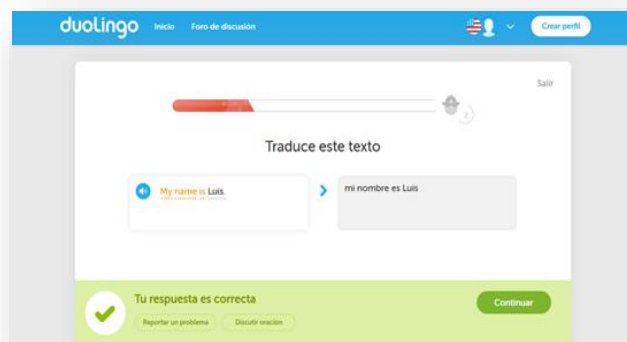 duolingo Inicio Foro de discusión Crear perfil
Salir
Traduce este texto
My name is Luis.
mi nombre es Luis
Tu respuesta es correcta
Reportar un problema Discutir oración
Continuar